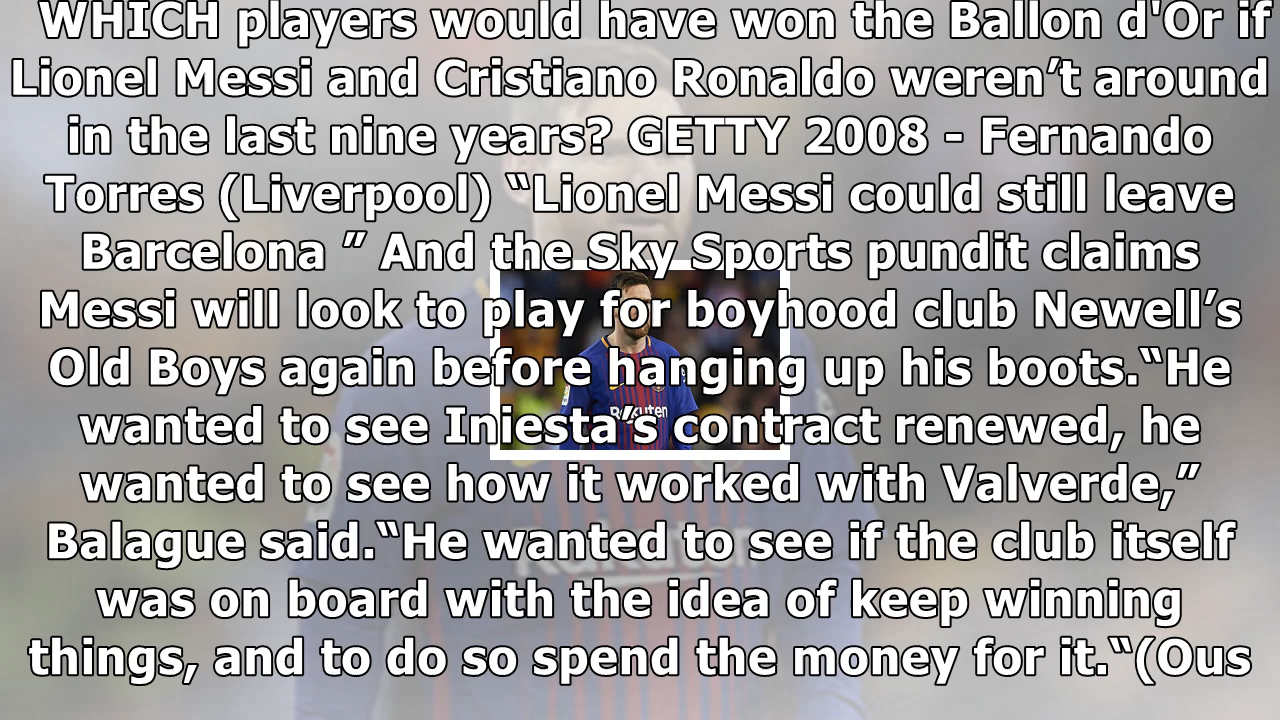 WHICH players would have won the Ballon d'Or if
Lionel Messi and Cristiano Ronaldo weren’t around
in the last nine years? GETTY 2008 - Fernando
Torres (Liverpool) “Lionel Messi could still leave
Barcelona ” And the Sky Sports pundit claims
Messi will look to play for boyhood club Newell’s
Old Boys again before hanging up his boots.“He
wanted to see Iniesta’s contract renewed, he
wanted to see how it worked with Valverde,”
Balague said.“He wanted to see if the club itself
was on board with the idea of keep winning
things, and to do so spend the money for it.“(Ous
Rakuten
Rakuten